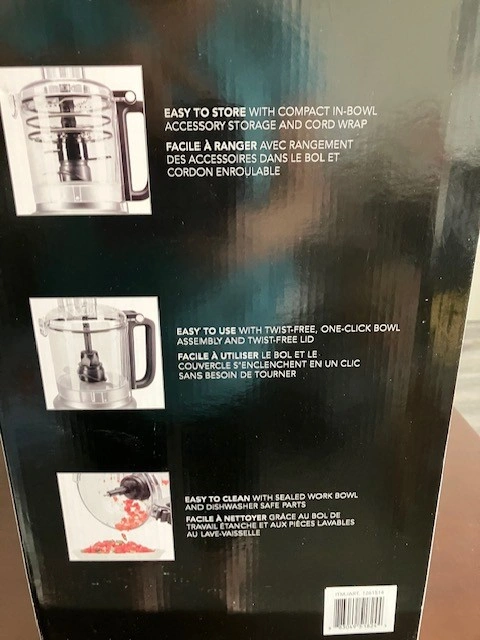 EASY TO STORE WITH COMPACT IN-BOWL
ACCESSORY STORAGE AND CORD WRAP
FACILE À RANGER AVEC RANGEMENT
DES ACCESSOIRES DANS LE BOL ET
CORDON ENROULABLE
EASY TO USE WITH TWIST-FREE, ONE-CLICK BOWL
ASSEMBLY AND TWIST-FREE LID
FACILE À UTILISER LE BOL ET LE
COUVERCLE S'ENCLENCHENT EN UN CLIC
SANS BESOIN DE TOURNER
EASY TO CLEAN WITH SEALED WORK BOWL
AND DISHWASHER SAFE PARTS
FACILE À NETTOYER GRÂCE AU BOL DE
TRAVAIL ÉTANCHE ET AUX PIÈCES LAVABLES
AU LAVE-VAISSELLE